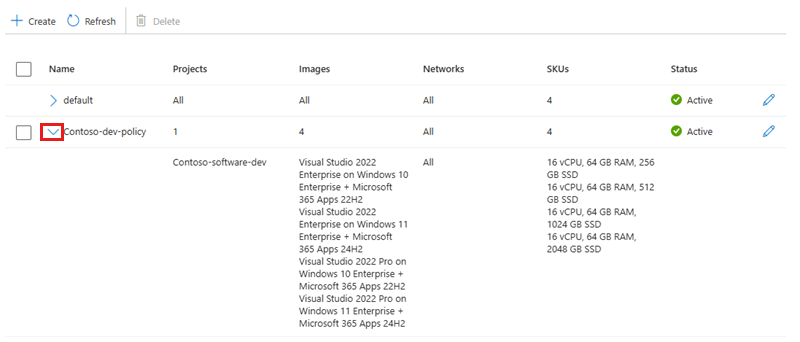 Create Refresh Delete
Name Projects Images Networks SKUs Status
default All All All 4 Active
Contoso-dev-policy 1 4 All 4 Active
Contoso-software-dev
Visual Studio 2022
Enterprise on Windows 10
Enterprise + Microsoft
365 Apps 22H2
Visual Studio 2022
Enterprise on Windows 11
Enterprise + Microsoft
365 Apps 24H2
Visual Studio 2022 Pro on
Windows 10 Enterprise +
Microsoft 365 Apps 22H2
Visual Studio 2022 Pro on
Windows 11 Enterprise +
Microsoft 365 Apps 24H2
All
16 vCPU, 64 GB RAM, 256
GB SSD
16 vCPU, 64 GB RAM, 512
GB SSD
16 vCPU, 64 GB RAM,
1024 GB SSD
16 vCPU, 64 GB RAM,
2048 GB SSD